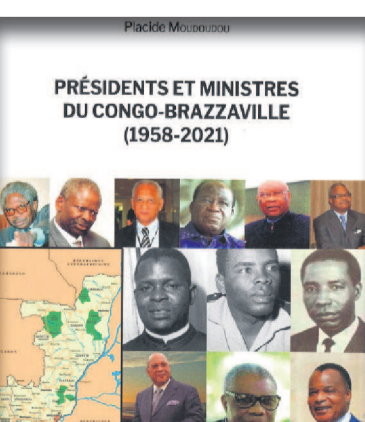 Placide Moudoudou
PRÉSIDENTS ET MINISTRES
DU CONGO-BRAZZAVILLE
(1958-2021)